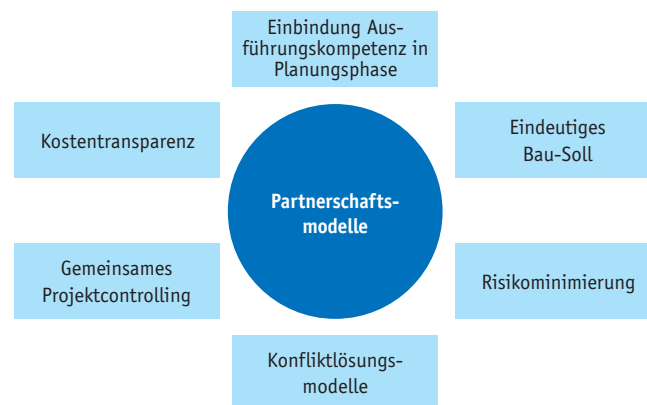 Einbindung Aus-
führungskompetenz in
Planungsphase
Kostentransparenz
Eindeutiges
Bau-Soll
Partnerschafts-
modelle
Gemeinsames
Projektcontrolling
Risikominimierung
Konfliktlösungs-
modelle